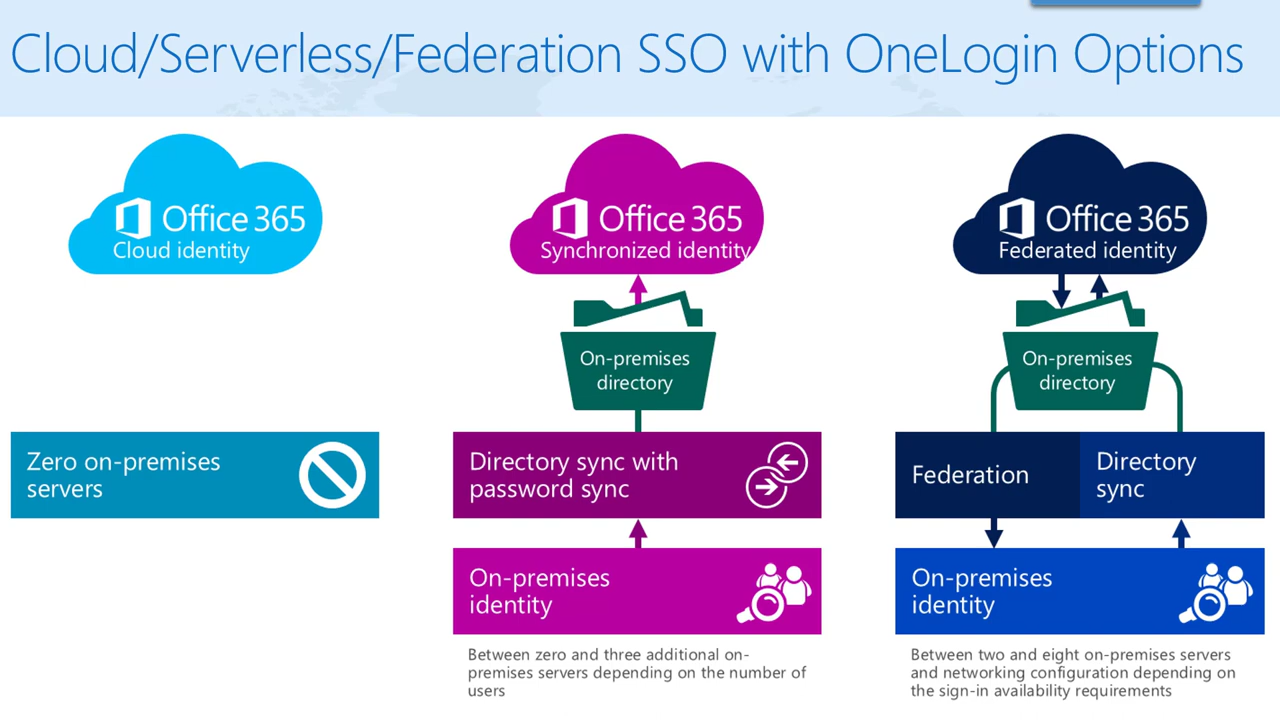 Cloud/Serverless/Federation SSO with OneLogin Options
Office 365
Cloud identity
Zero on-premises
servers
Office 365
Synchronized identity
On-premises
directory
Directory sync with
password sync
On-premises
identity
Between zero and three additional on-
premises servers depending on the number of
users
Office 365
Federated identity
On-premises
directory
Federation
Directory
sync
On-premises
identity
Between two and eight on-premises servers
and networking configuration depending on
the sign-in availability requirements